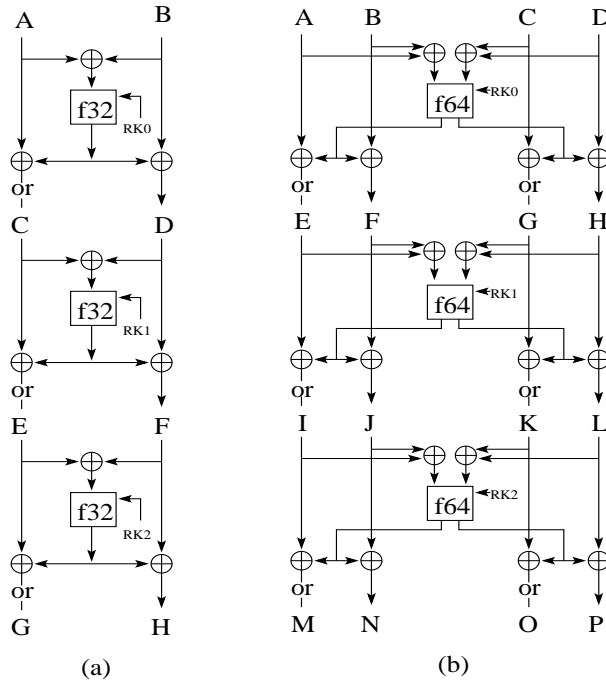 A B
f32
RK0
or
C D
f32
RK1
or
E F
f32
RK2
or
G H
(a)
A B C D
f64
RK0
or or
E F G H
f64
RK1
or or
I J K L
f64
RK2
or or
M N O P
(b)